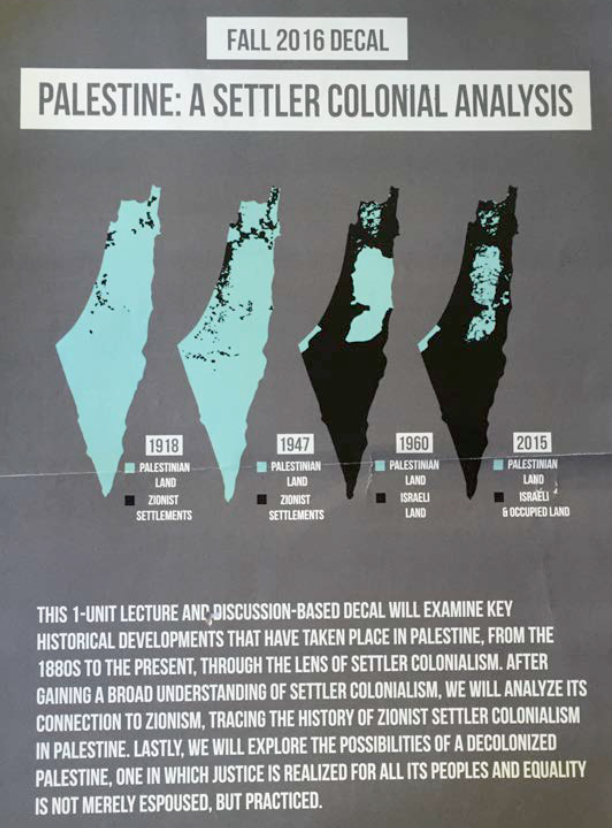 FALL 2016 DECAL
PALESTINE: A SETTLER COLONIAL ANALYSIS
1918
PALESTINIAN
LAND
ZIONIST
SETTLEMENTS
1947
PALESTINIAN
LAND
ZIONIST
SETTLEMENTS
1960
PALESTINIAN
LAND
ISRAELI
LAND
2015
PALESTINIAN
LAND
ISRAELI
& OCCUPIED LAND
THIS 1-UNIT LECTURE AND DISCUSSION-BASED DECAL WILL EXAMINE KEY
HISTORICAL DEVELOPMENTS THAT HAVE TAKEN PLACE IN PALESTINE, FROM THE
1880S TO THE PRESENT, THROUGH THE LENS OF SETTLER COLONIALISM. AFTER
GAINING A BROAD UNDERSTANDING OF SETTLER COLONIALISM, WE WILL ANALYZE ITS
CONNECTION TO ZIONISM, TRACING THE HISTORY OF ZIONIST SETTLER COLONIALISM
IN PALESTINE. LASTLY, WE WILL EXPLORE THE POSSIBILITIES OF A DECOLONIZED
PALESTINE, ONE IN WHICH JUSTICE IS REALIZED FOR ALL ITS PEOPLES AND EQUALITY
IS NOT MERELY ESPOUSED, BUT PRACTICED.